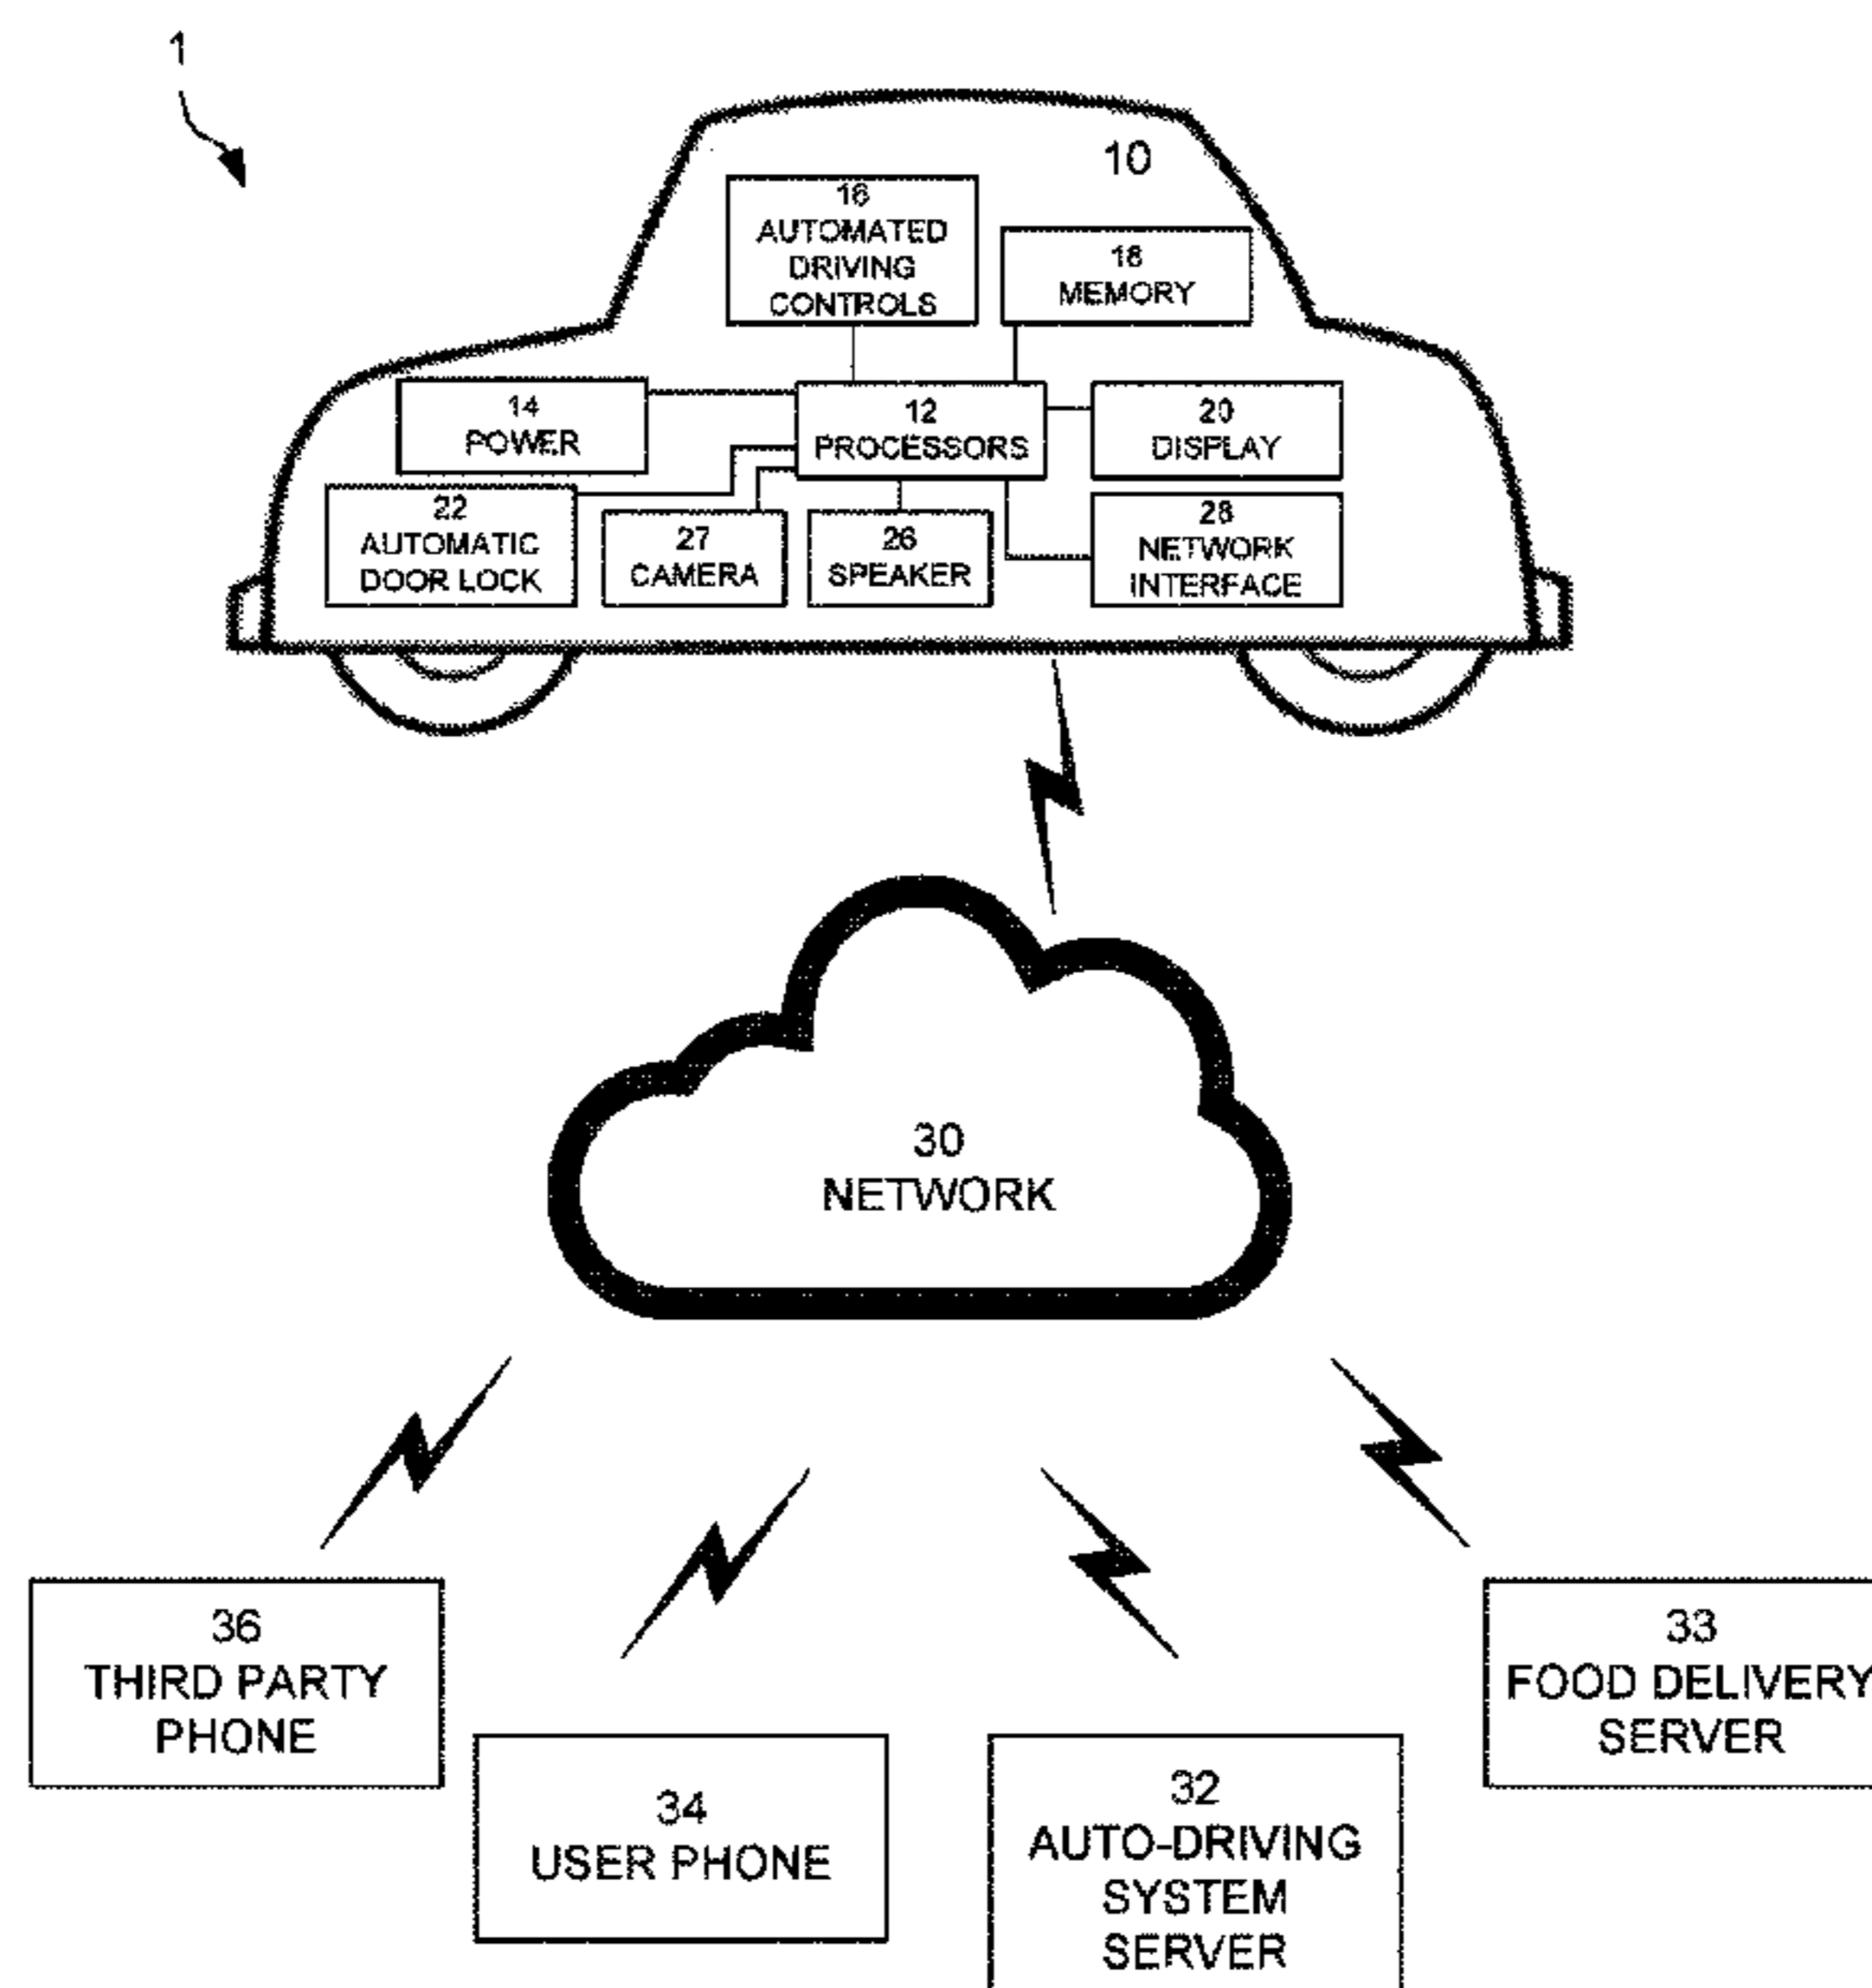 1
10
16
AUTOMATED
DRIVING
CONTROLS
18
MEMORY
14
POWER
12
PROCESSORS
20
DISPLAY
22
AUTOMATIC
DOOR LOCK
27
CAMERA
26
SPEAKER
28
NETWORK
INTERFACE
30
NETWORK
36
THIRD PARTY
PHONE
34
USER PHONE
32
AUTO-DRIVING
SYSTEM
SERVER
33
FOOD DELIVERY
SERVER